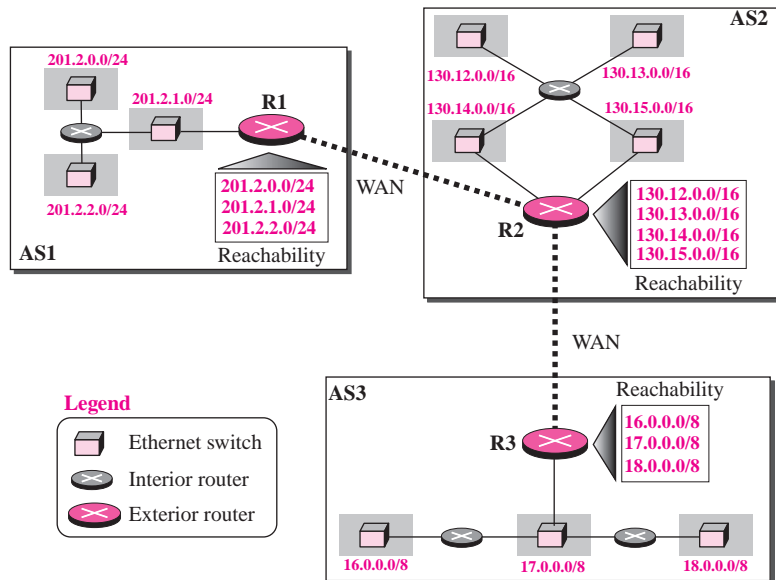 AS1
201.2.0.0/24
201.2.1.0/24
201.2.2.0/24
R1
201.2.0.0/24
201.2.1.0/24
201.2.2.0/24
Reachability
WAN
AS2
130.12.0.0/16
130.13.0.0/16
130.14.0.0/16
130.15.0.0/16
R2
130.12.0.0/16
130.13.0.0/16
130.14.0.0/16
130.15.0.0/16
Reachability
WAN
AS3
Reachability
R3
16.0.0.0/8
17.0.0.0/8
18.0.0.0/8
16.0.0.0/8
17.0.0.0/8
18.0.0.0/8
Legend
Ethernet switch
Interior router
Exterior router